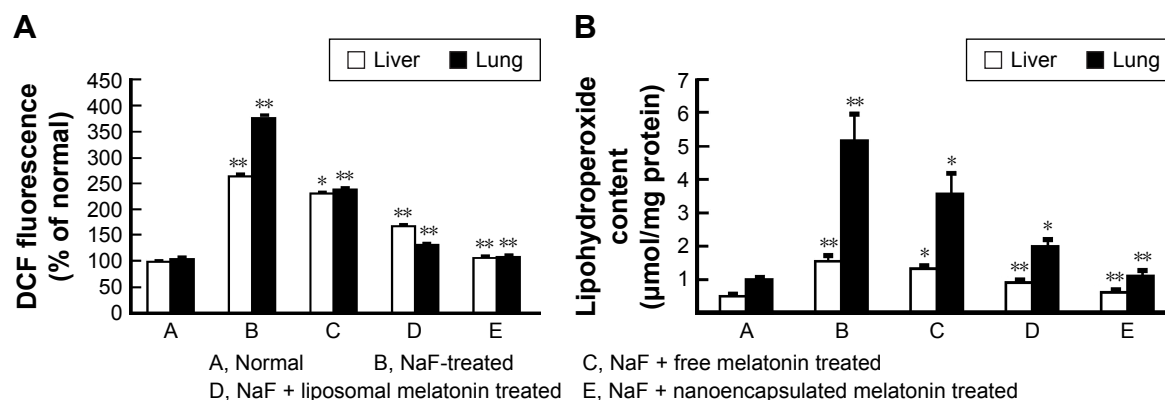 A
Liver Lung
DCF fluorescence
(% of normal)
450
400
350
300
250
200
150
100
50
0
** ** * ** ** ** ** **
A B C D E
B
Liver Lung
Lipohydroperoxide
content
(µmol/mg protein)
7
6
5
4
3
2
1
** ** * * ** * ** **
A B C D E
A, Normal B, NaF-treated C, NaF + free melatonin treated
D, NaF + liposomal melatonin treated E, NaF + nanoencapsulated melatonin treated